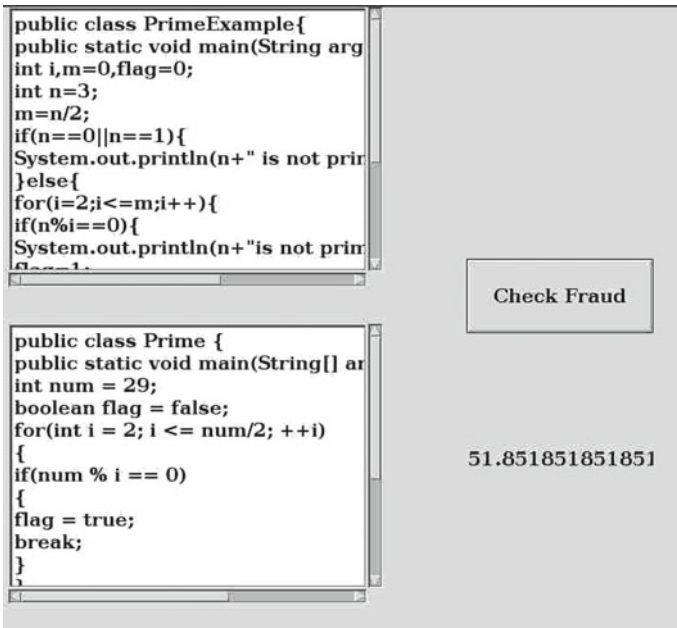 public class PrimeExample{
public static void main(String arg
int i,m=0,flag=0;
int n=3;
m=n/2;
if(n==0||n==1){
System.out.println(n+" is not prin
}else{
for(i=2;i<=m;i++){
if(n%i==0){
System.out.println(n+"is not prim
flag=1;
Check Fraud
public class Prime {
public static void main(String[] ar
int num = 29;
boolean flag = false;
for(int i = 2; i <= num/2; ++i)
{
if(num % i == 0)
{
flag = true;
break;
}
}
51.851851851851